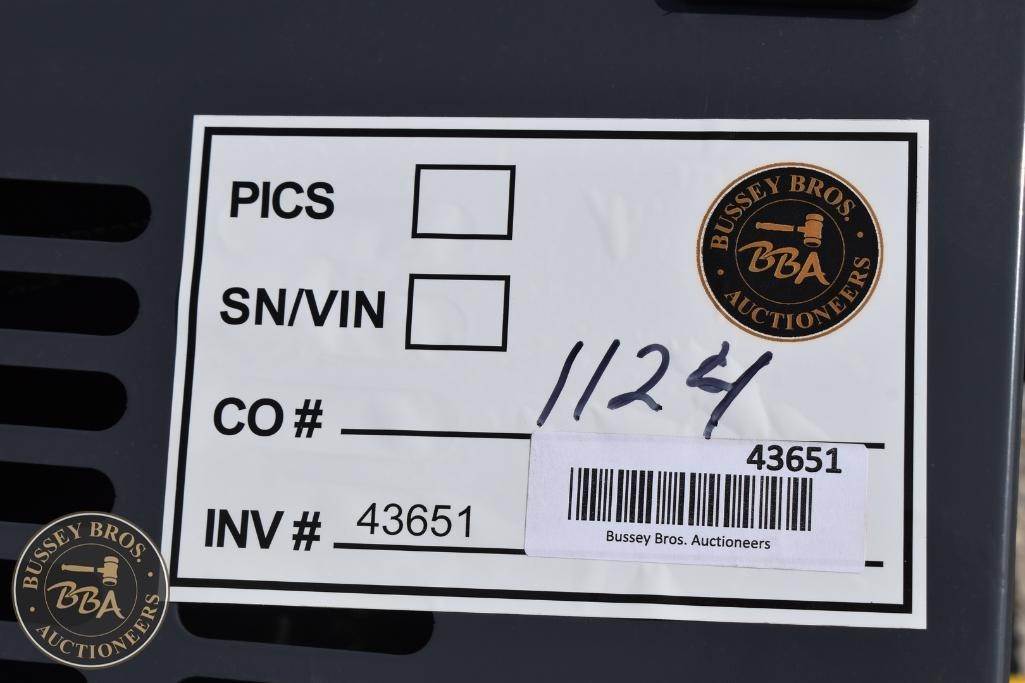 PICS
BUSSEY BROS.
BBA
AUCTIONEERS
SN/VIN
CO # 1124
43651
INV # 43651
Bussey Bros. Auctioneers
BUSSEY BROS.
BBA
AUCTIONEERS